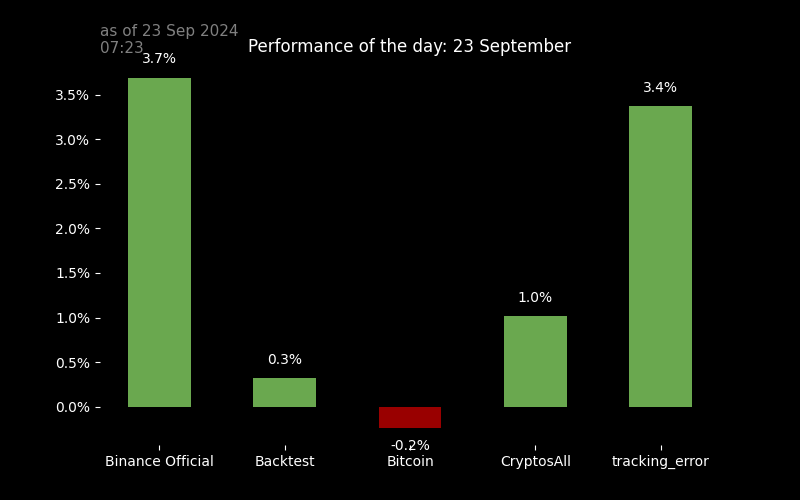 as of 23 Sep 2024
07:23
Performance of the day: 23 September
3.7%
3.4%
3.5%
3.0%
2.5%
2.0%
1.5%
1.0%
1.0%
0.5%
0.3%
0.0%
-0.2%
Binance Official
Backtest
Bitcoin
CryptosAll
tracking_error